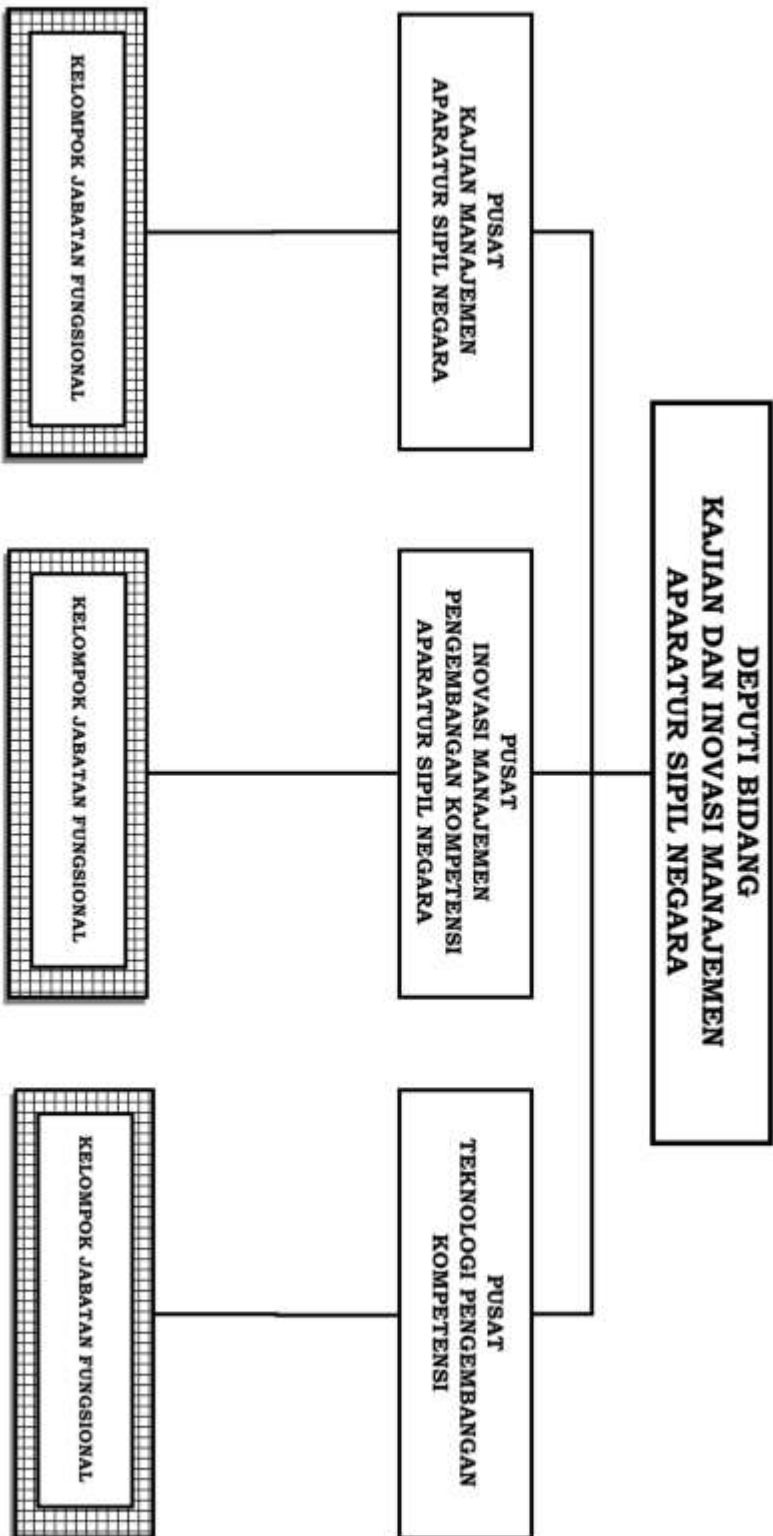 DEPUTI BIDANG
KAJIAN DAN INOVASI MANAJEMEN
APARATUR SIPIL NEGARA
PUSAT
KAJIAN MANAJEMEN
APARATUR SIPIL NEGARA
PUSAT
INOVASI MANAJEMEN
PENGEMBANGAN KOMPETENSI
APARATUR SIPIL NEGARA
PUSAT
TEKNOLOGI PENGEMBANGAN
KOMPETENSI
KELOMPOK JABATAN FUNGSIONAL
KELOMPOK JABATAN FUNGSIONAL
KELOMPOK JABATAN FUNGSIONAL